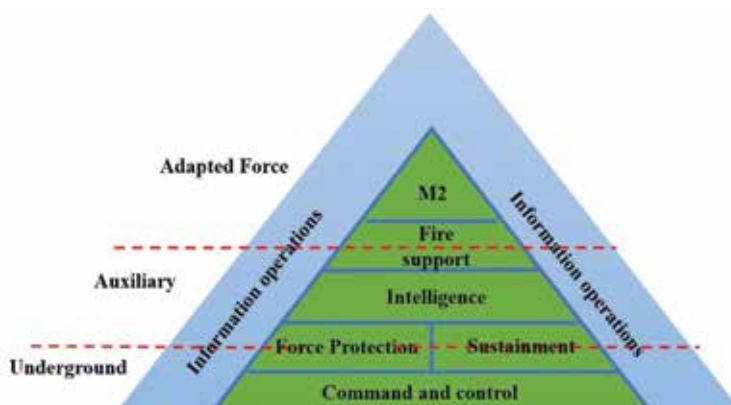 Adapted Force
M2
Information operations
Information operations
Fire
support
Auxiliary
Intelligence
Underground
Force Protection
Sustainment
Command and control